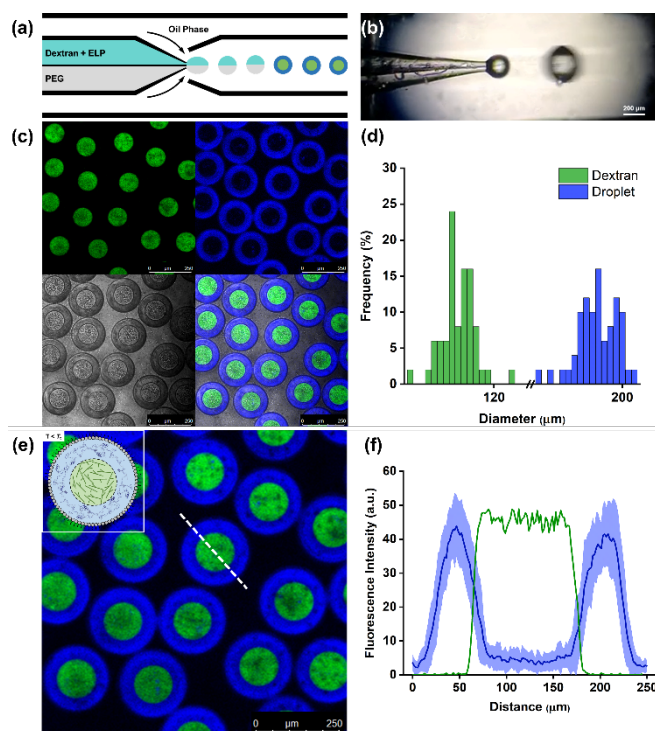 (a)
Oil Phase
Dextran + ELP
PEG
(b)
200 µm
(c)
0 µm 250
0 µm 250
0 µm 250
0 µm 250
(d)
30
25
20
15
10
5
0
Frequency (%)
Dextran
Droplet
120
200
Diameter (µm)
(e)
0 µm 250
(f)
60
50
40
30
20
10
0
Fluorescence Intensity (a.u.)
0 50 100 150 200 250
Distance (µm)